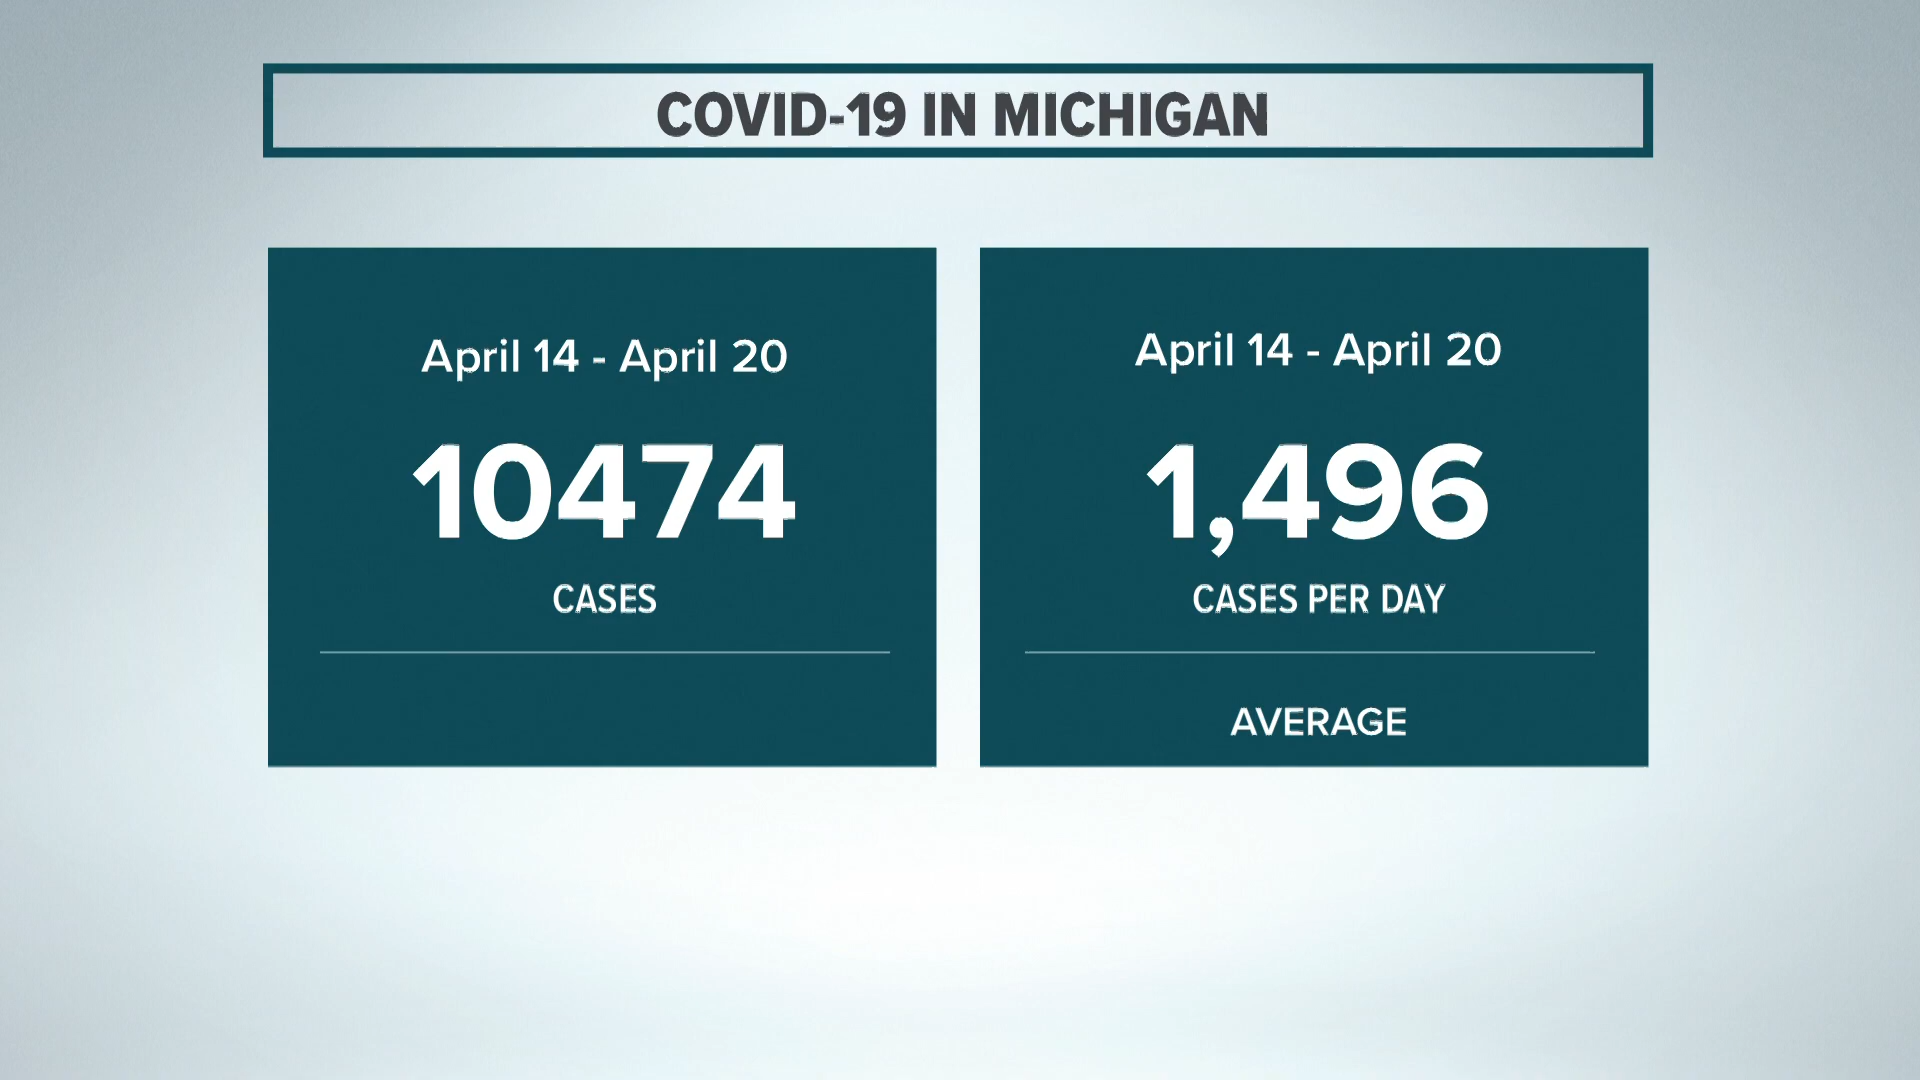 COVID-19 IN MICHIGAN
April 14 - April 20
10474
CASES
April 14 - April 20
1,496
CASES PER DAY
AVERAGE